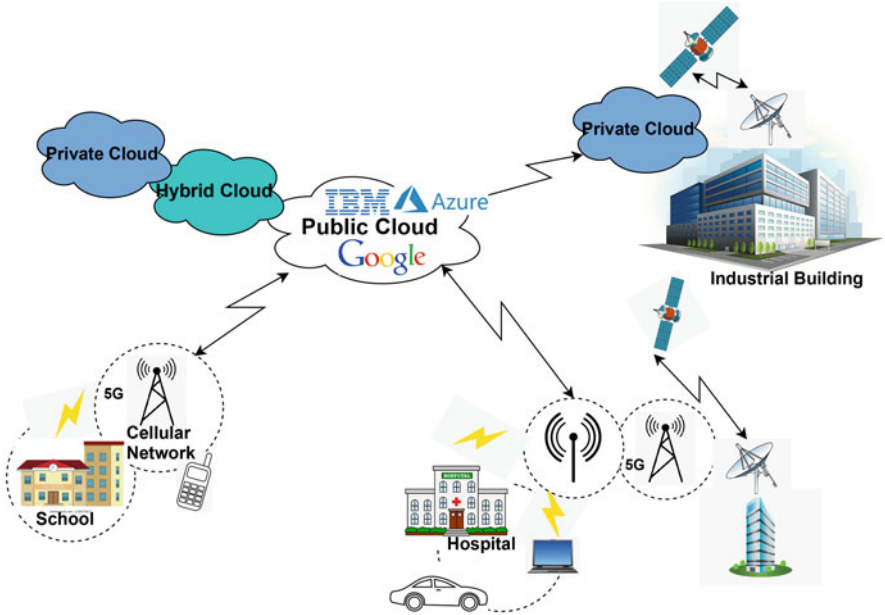 Private Cloud
Hybrid Cloud
IBM Azure
Public Cloud
Google
Private Cloud
Industrial Building
5G
Cellular
Network
School
HOSPITAL
Hospital
5G